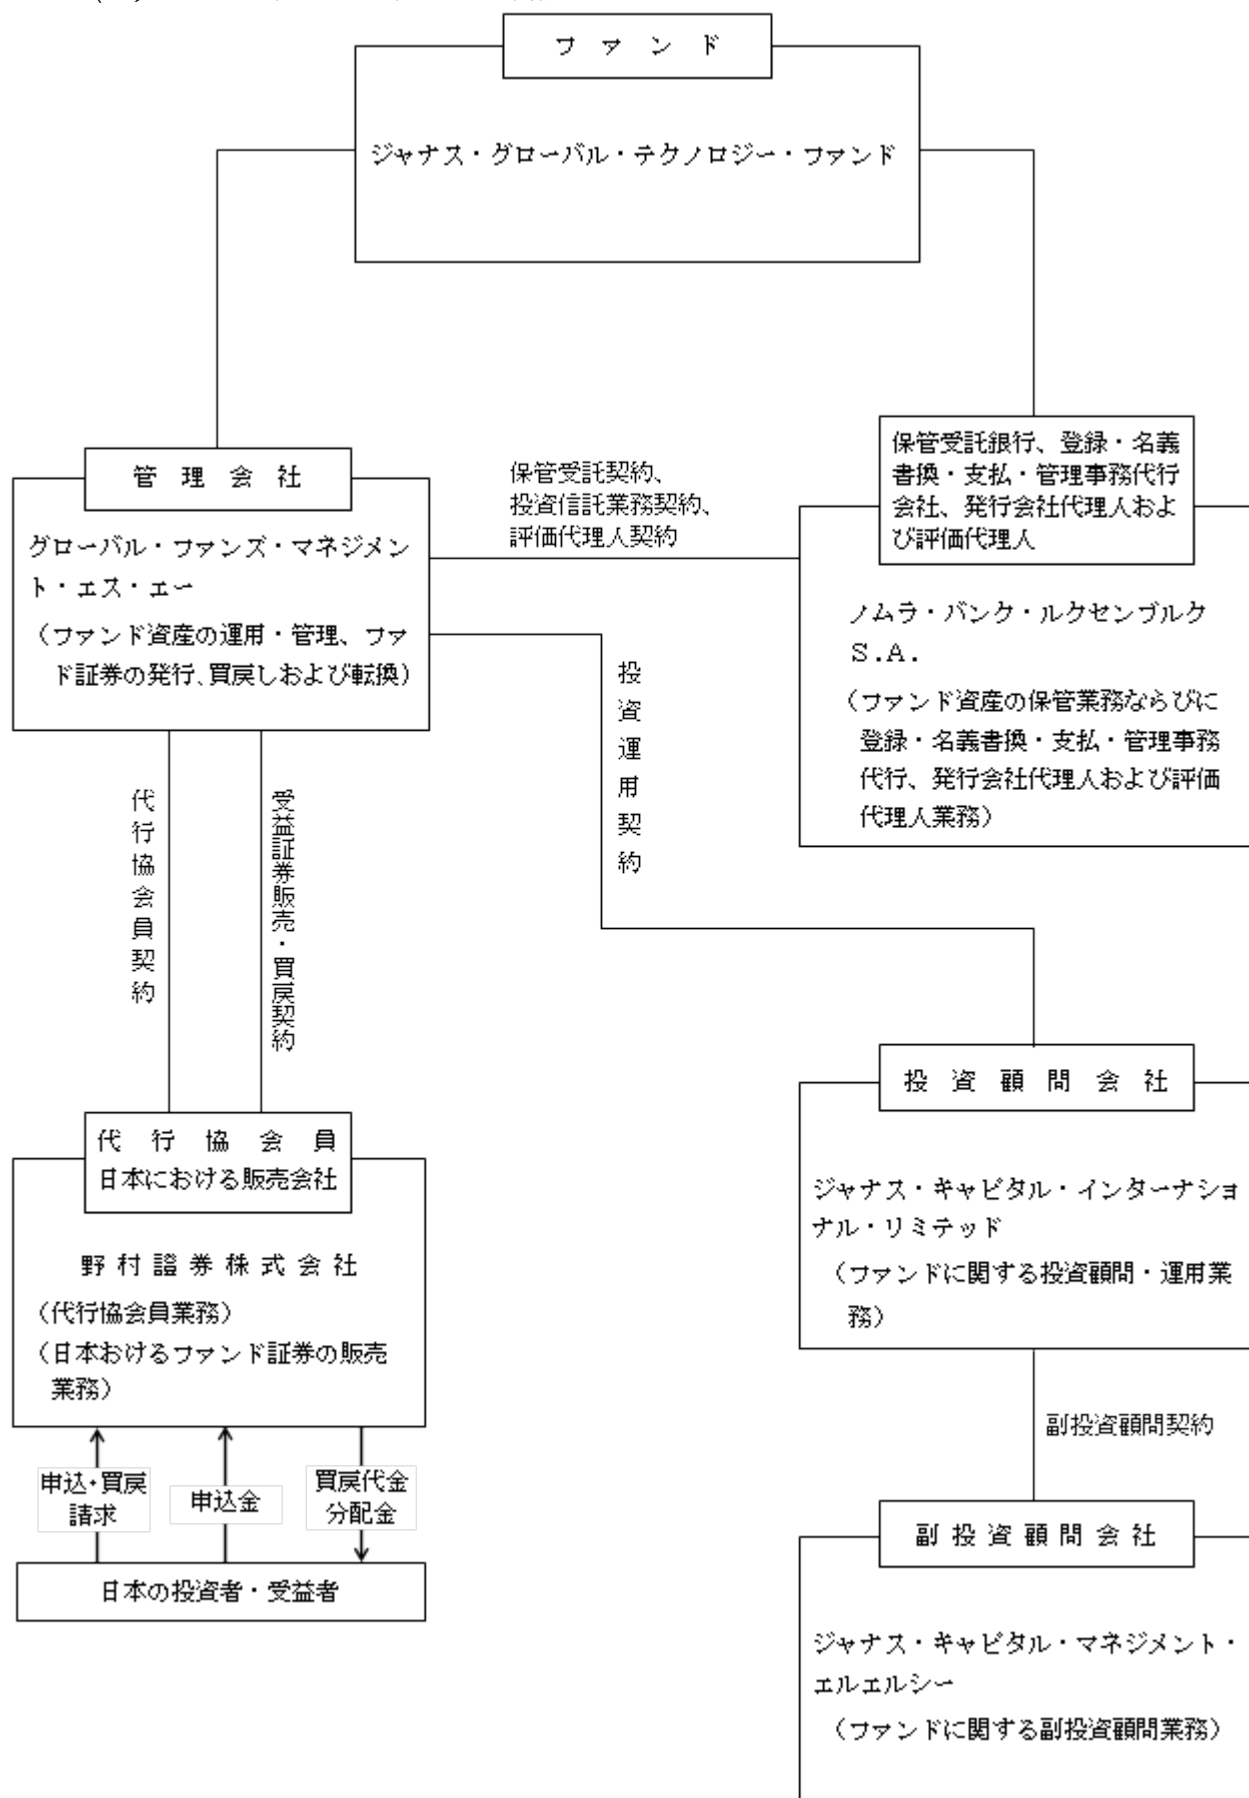 ファンド
ジャナス・グローバル・テクノロジー・ファンド
管理会社
グローバル・ファンズ・マネジメン
ト・エス・エー
(ファンド資産の運用・管理、ファ
ド証券の発行、買戻しおよび転換)
保管受託契約、
投資信託業務契約、
評価代理人契約
保管受託銀行、登録・名義
書換・支払・管理事務代行
会社、発行会社代理人およ
び評価代理人
ノムラ・バンク・ルクセンブルク
S.A.
(ファンド資産の保管業務ならびに
登録・名義書換・支払・管理事務
代行、発行会社代理人および評価
代理人業務)
投資運用契約
代行協会員契約
受益証券販売・買戻契約
代行協会員
日本における販売会社
野村證券株式会社
(代行協会員業務)
(日本おけるファンド証券の販売
業務)
申込・買戻
請求
申込金
買戻代金
分配金
日本の投資者・受益者
投資顧問会社
ジャナス・キャピタル・インターナショ
ナル・リミテッド
(ファンドに関する投資顧問・運用業
務)
副投資顧問契約
副投資顧問会社
ジャナス・キャピタル・マネジメント・
エルエルシー
(ファンドに関する副投資顧問業務)